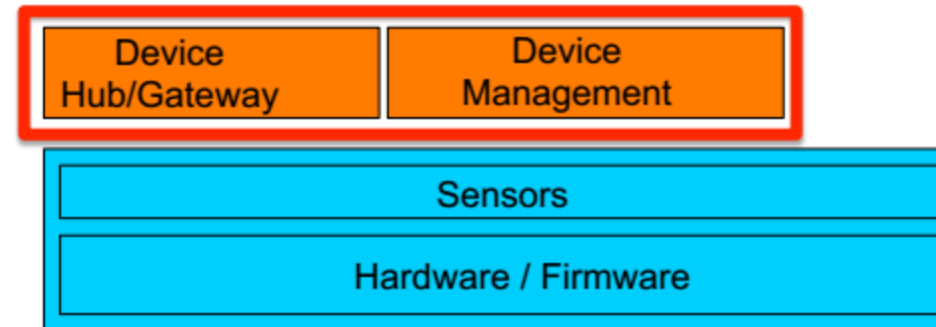 Device
Hub/Gateway
Device
Management
Sensors
Hardware / Firmware